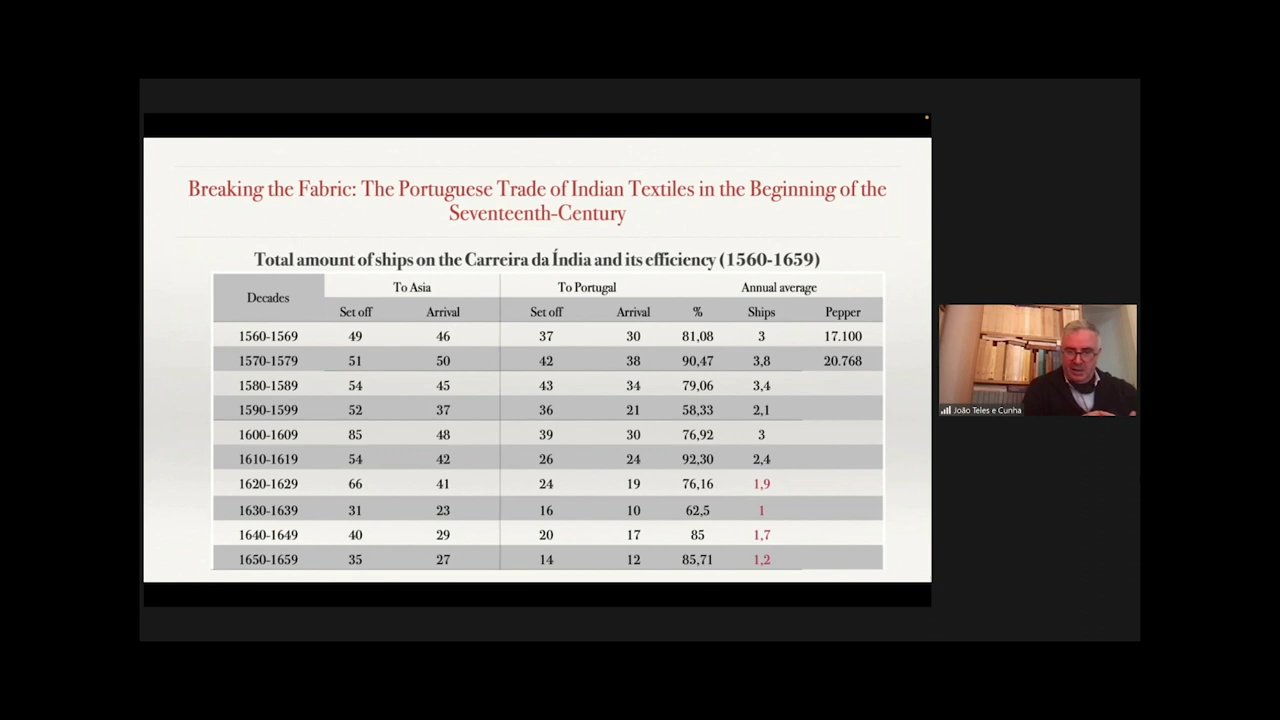 Breaking the Fabric: The Portuguese Trade of Indian Textiles in the Beginning of the
Seventeenth-Century
Total amount of ships on the Carreira da Índia and its efficiency (1560-1659)
Decades To Asia To Portugal Annual average
Set off Arrival Set off Arrival % Ships Pepper
1560-1569 49 46 37 30 81,08 3 17.100
1570-1579 51 50 42 38 90,47 3,8 20.768
1580-1589 54 45 43 34 79,06 3,4
1590-1599 52 37 36 21 58,33 2,1
1600-1609 85 48 39 30 76,92 3
1610-1619 54 42 26 24 92,30 2,4
1620-1629 66 41 24 19 76,16 1,9
1630-1639 31 23 16 10 62,5 1
1640-1649 40 29 20 17 85 1,7
1650-1659 35 27 14 12 85,71 1,2
João Teles e Cunha